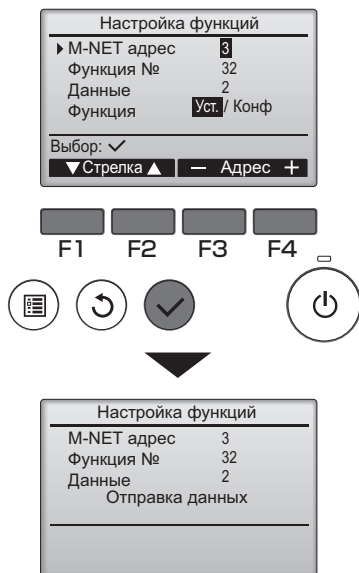 Настройка функций
M-NET адрес 3
Функция № 32
Данные 2
Функция Уст. / Конф
Выбор: ✓
▼Стрелка▲ − Адрес +
F1 F2 F3 F4
Настройка функций
M-NET адрес 3
Функция № 32
Данные 2
Отправка данных